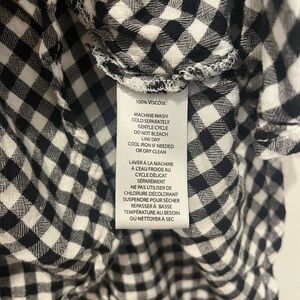 100% VISCOSE
MACHINE WASH
COLD SEPARATELY
GENTLE CYCLE
DO NOT BLEACH
LINE DRY
COOL IRON IF NEEDED
OR DRY CLEAN
LAVER À LA MACHINE
À L'EAU FROIDE AU
CYCLE DÉLICAT
SÉPARÉMENT
NE PAS UTILISER DE
CHLORURE DÉCOLORANT
SUSPENDRE POUR SÉCHER
REPASSER À BASSE
TEMPÉRATURE AU BESOIN
OU NETTOYER À SEC